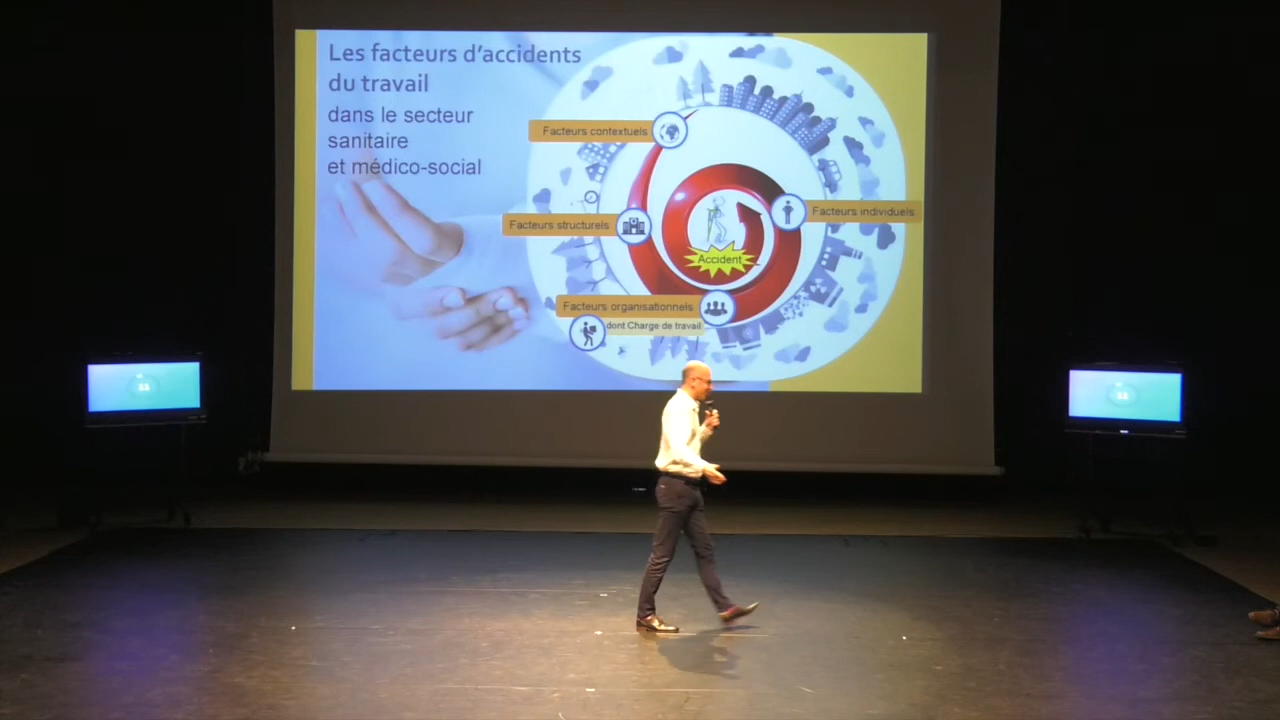 Les facteurs d'accidents
du travail
dans le secteur
sanitaire
et médico-social
Facteurs contextuels
Facteurs individuels
Facteurs structurels
Accident
Facteurs organisationnels
dont Charge de travail